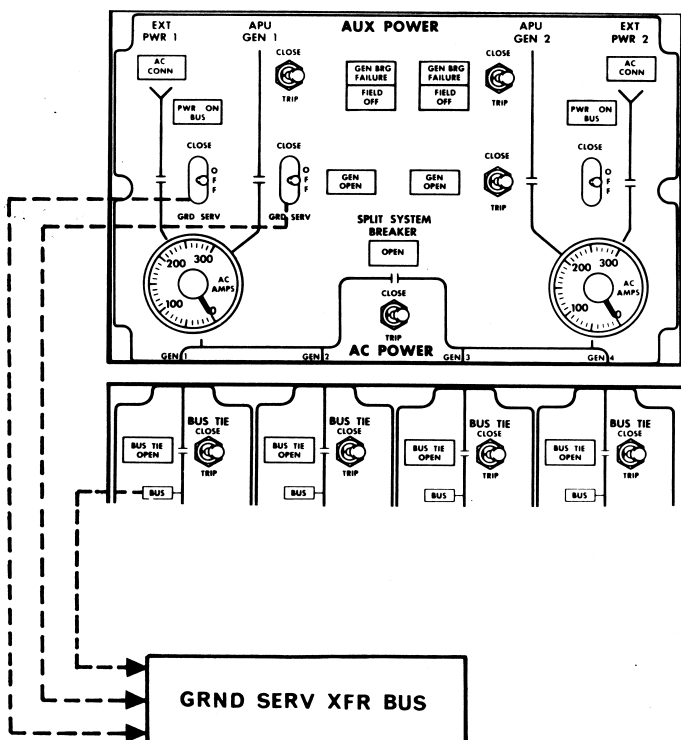 EXT PWR 1
APU GEN 1
AUX POWER
APU GEN 2
EXT PWR 2
AC CONN
CLOSE
TRIP
GEN BRG FAILURE
FIELD OFF
GEN BRG FAILURE
FIELD OFF
CLOSE
TRIP
AC CONN
PWR ON BUS
PWR ON BUS
CLOSE
OFF
GRD SERV
CLOSE
OFF
GRD SERV
GEN OPEN
GEN OPEN
CLOSE
TRIP
CLOSE
OFF
SPLIT SYSTEM BREAKER
OPEN
200 300
100 0
AC AMPS
CLOSE
TRIP
200 300
100 0
AC AMPS
AC POWER
GEN 1
GEN 2
GEN 3
GEN 4
BUS TIE
CLOSE
BUS TIE OPEN
TRIP
BUS
BUS TIE
CLOSE
BUS TIE OPEN
TRIP
BUS
BUS TIE
CLOSE
BUS TIE OPEN
TRIP
BUS
BUS TIE
CLOSE
BUS TIE OPEN
TRIP
BUS
GRND SERV XFR BUS